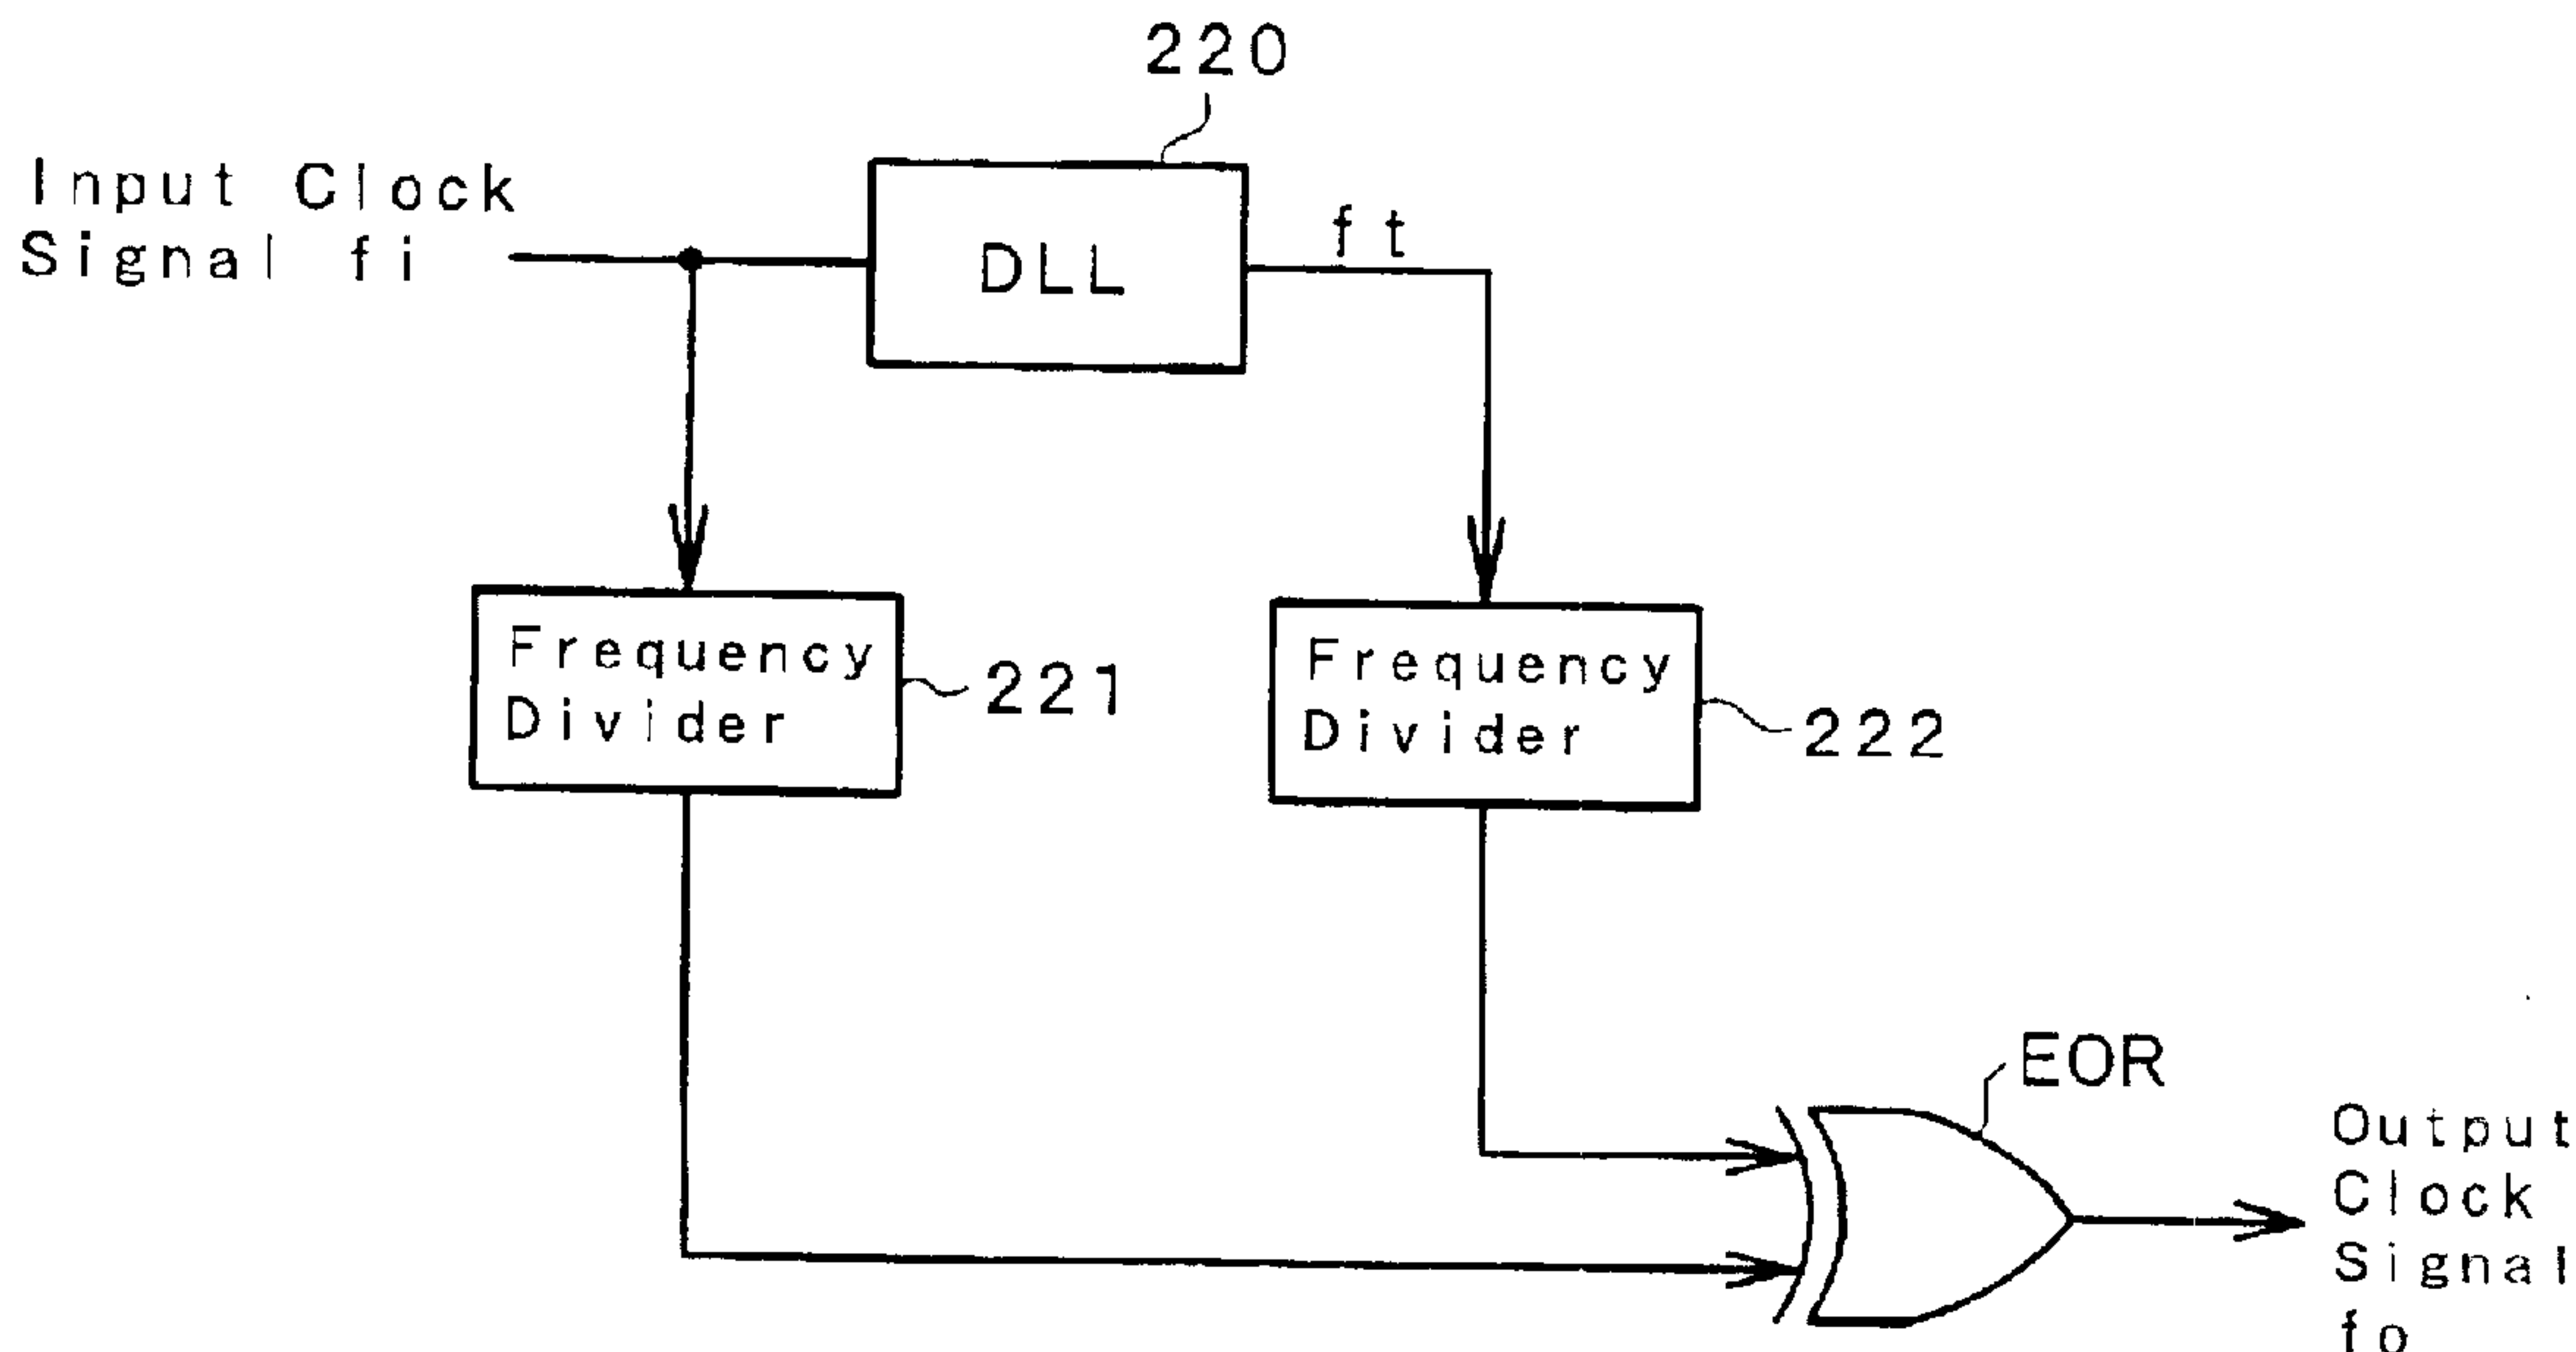 220
Input Clock
Signal fi
DLL
ft
Frequency
Divider
221
Frequency
Divider
222
EOR
Output
Clock
Signal
fo